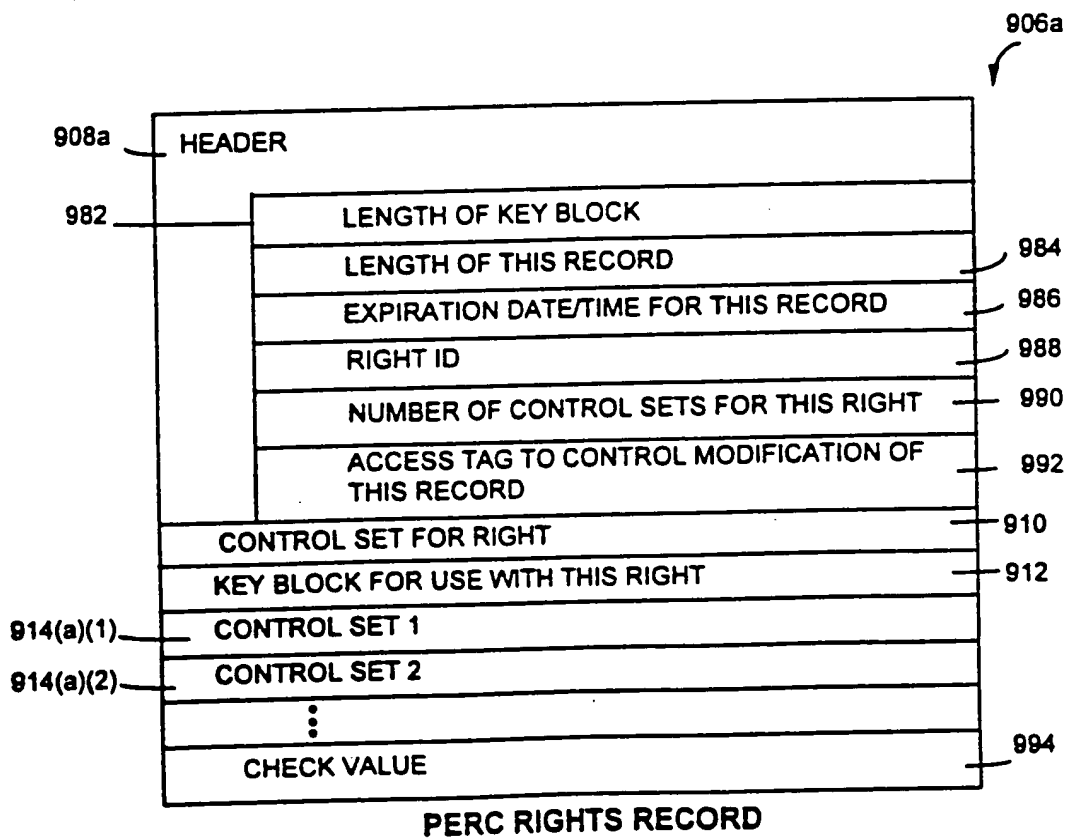 906a
908a HEADER
982 LENGTH OF KEY BLOCK
LENGTH OF THIS RECORD 984
EXPIRATION DATE/TIME FOR THIS RECORD 986
RIGHT ID 988
NUMBER OF CONTROL SETS FOR THIS RIGHT 990
ACCESS TAG TO CONTROL MODIFICATION OF
THIS RECORD 992
CONTROL SET FOR RIGHT 910
KEY BLOCK FOR USE WITH THIS RIGHT 912
914(a)(1) CONTROL SET 1
914(a)(2) CONTROL SET 2
CHECK VALUE 994
PERC RIGHTS RECORD